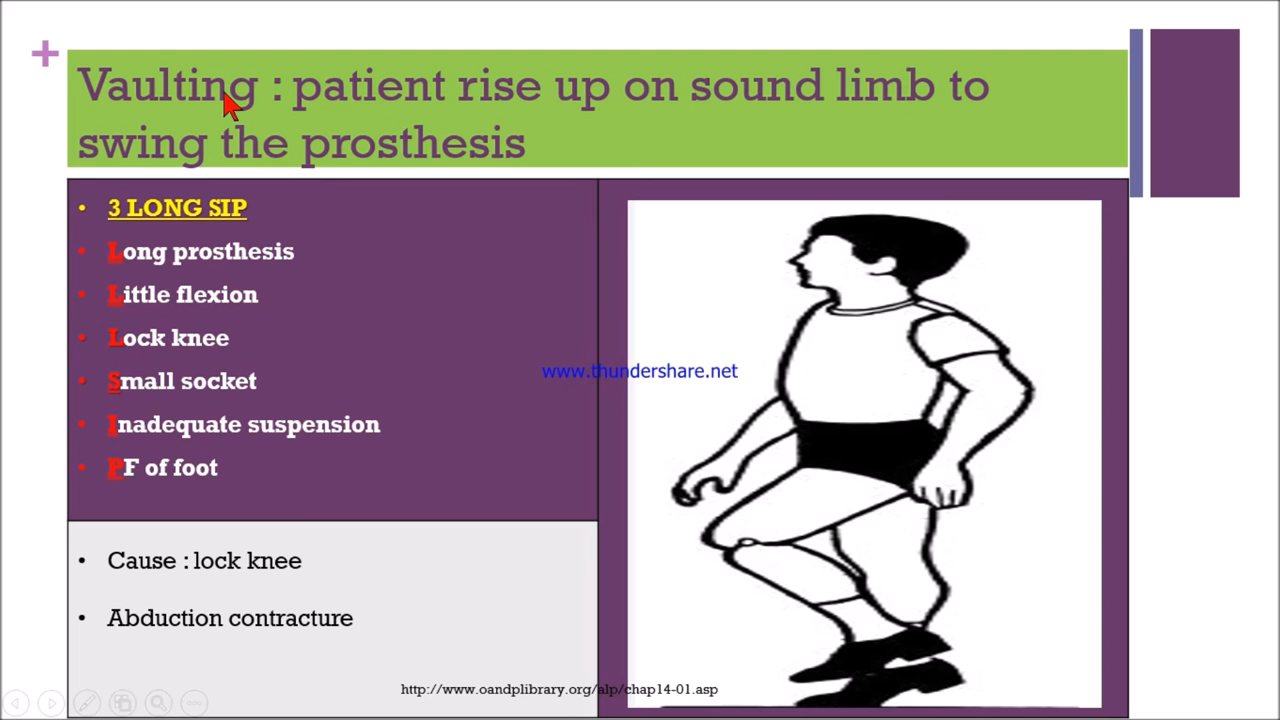 Vaulting : patient rise up on sound limb to
swing the prosthesis
• 3 LONG SIP
• Long prosthesis
• Little flexion
• Lock knee
• Small socket
• Inadequate suspension
• PF of foot
www.thundershare.net
• Cause : lock knee
• Abduction contracture
http://www.oandplibrary.org/alp/chap14-01.asp